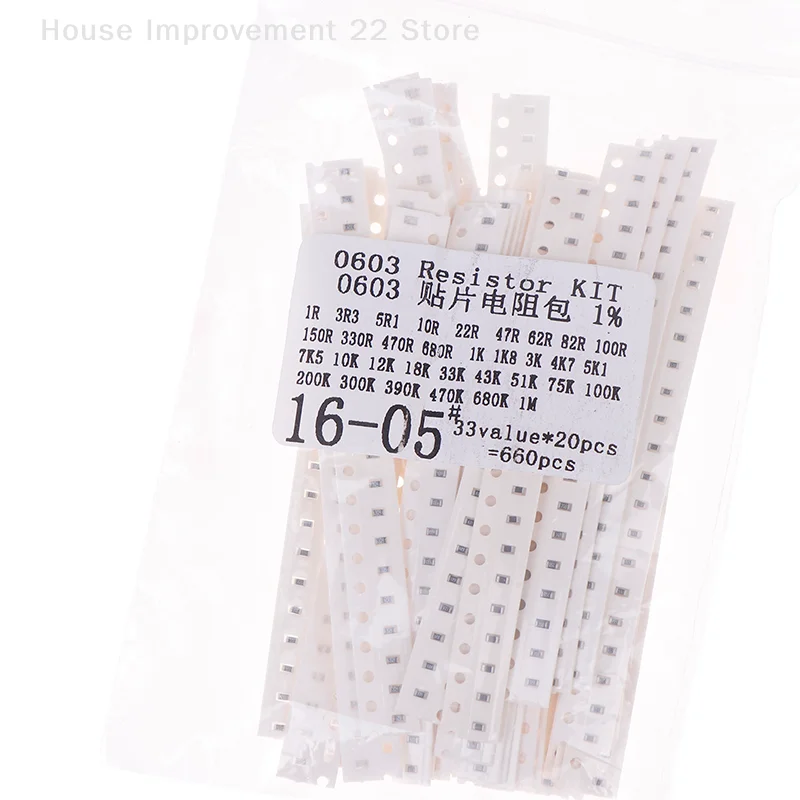 House Improvement 22 Store
0603 Resistor KIT
0603 贴片电阻包 1%
1R 3R3 5R1 10R 22R 47R 62R 82R 100R
150R 330R 470R 680R 1K 1K8 3K 4K7 5K1
7K5 10K 12K 18K 33K 43K 51K 75K 100K
200K 300K 390K 470K 680K 1M
16-05# 33value*20pcs
=660pcs